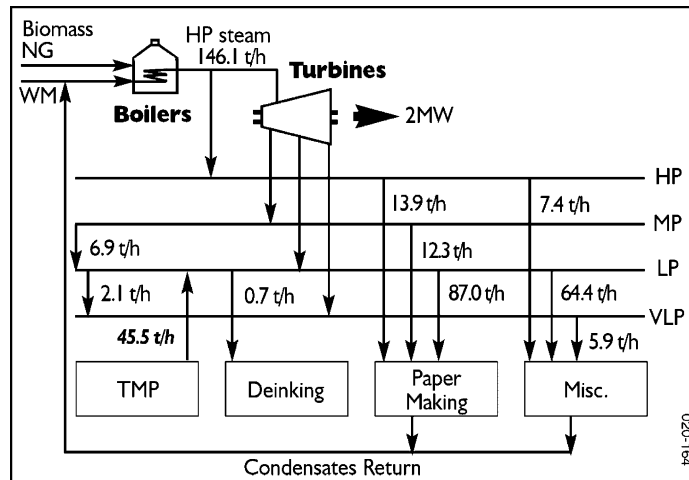 Biomass
NG
WM
HP steam
146.1 t/h
Boilers
Turbines
2MW
HP
13.9 t/h
7.4 t/h
MP
6.9 t/h
12.3 t/h
LP
2.1 t/h
0.7 t/h
87.0 t/h
64.4 t/h
VLP
45.5 t/h
5.9 t/h
TMP
Deinking
Paper
Making
Misc.
Condensates Return
020-164